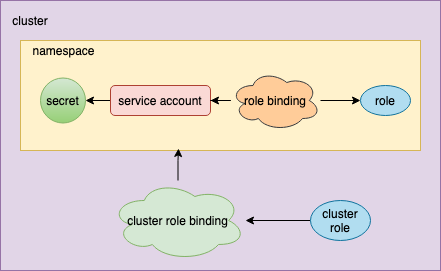 cluster
namespace
secret
service account
role binding
role
cluster role binding
cluster
role